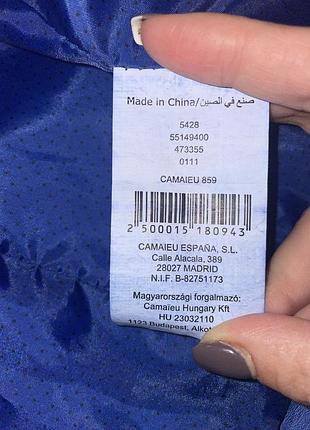 Made in China/صنع في الصين
5428
55149400
473355
0111
CAMAIEU 859
2 500015 180943
CAMAIEU ESPAÑA, S.L.
Calle Alacala, 389
28027 MADRID
N.I.F. B-82751173
Magyarországi forgalmazó:
Camaïeu Hungary Kft
HU 23032110
1123 Budapest, Alkot